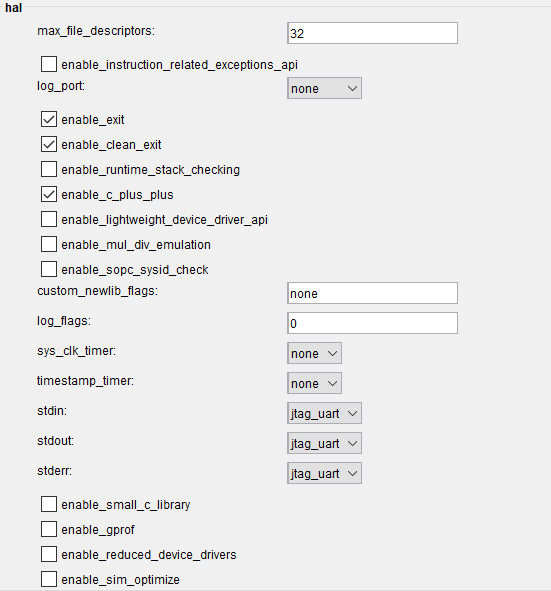 hal
max_file_descriptors: 32
enable_instruction_related_exceptions_api
log_port: none
enable_exit
enable_clean_exit
enable_runtime_stack_checking
enable_c_plus_plus
enable_lightweight_device_driver_api
enable_mul_div_emulation
enable_sopc_sysid_check
custom_newlib_flags: none
log_flags: 0
sys_clk_timer: none
timestamp_timer: none
stdin: jtag_uart
stdout: jtag_uart
stderr: jtag_uart
enable_small_c_library
enable_gprof
enable_reduced_device_drivers
enable_sim_optimize